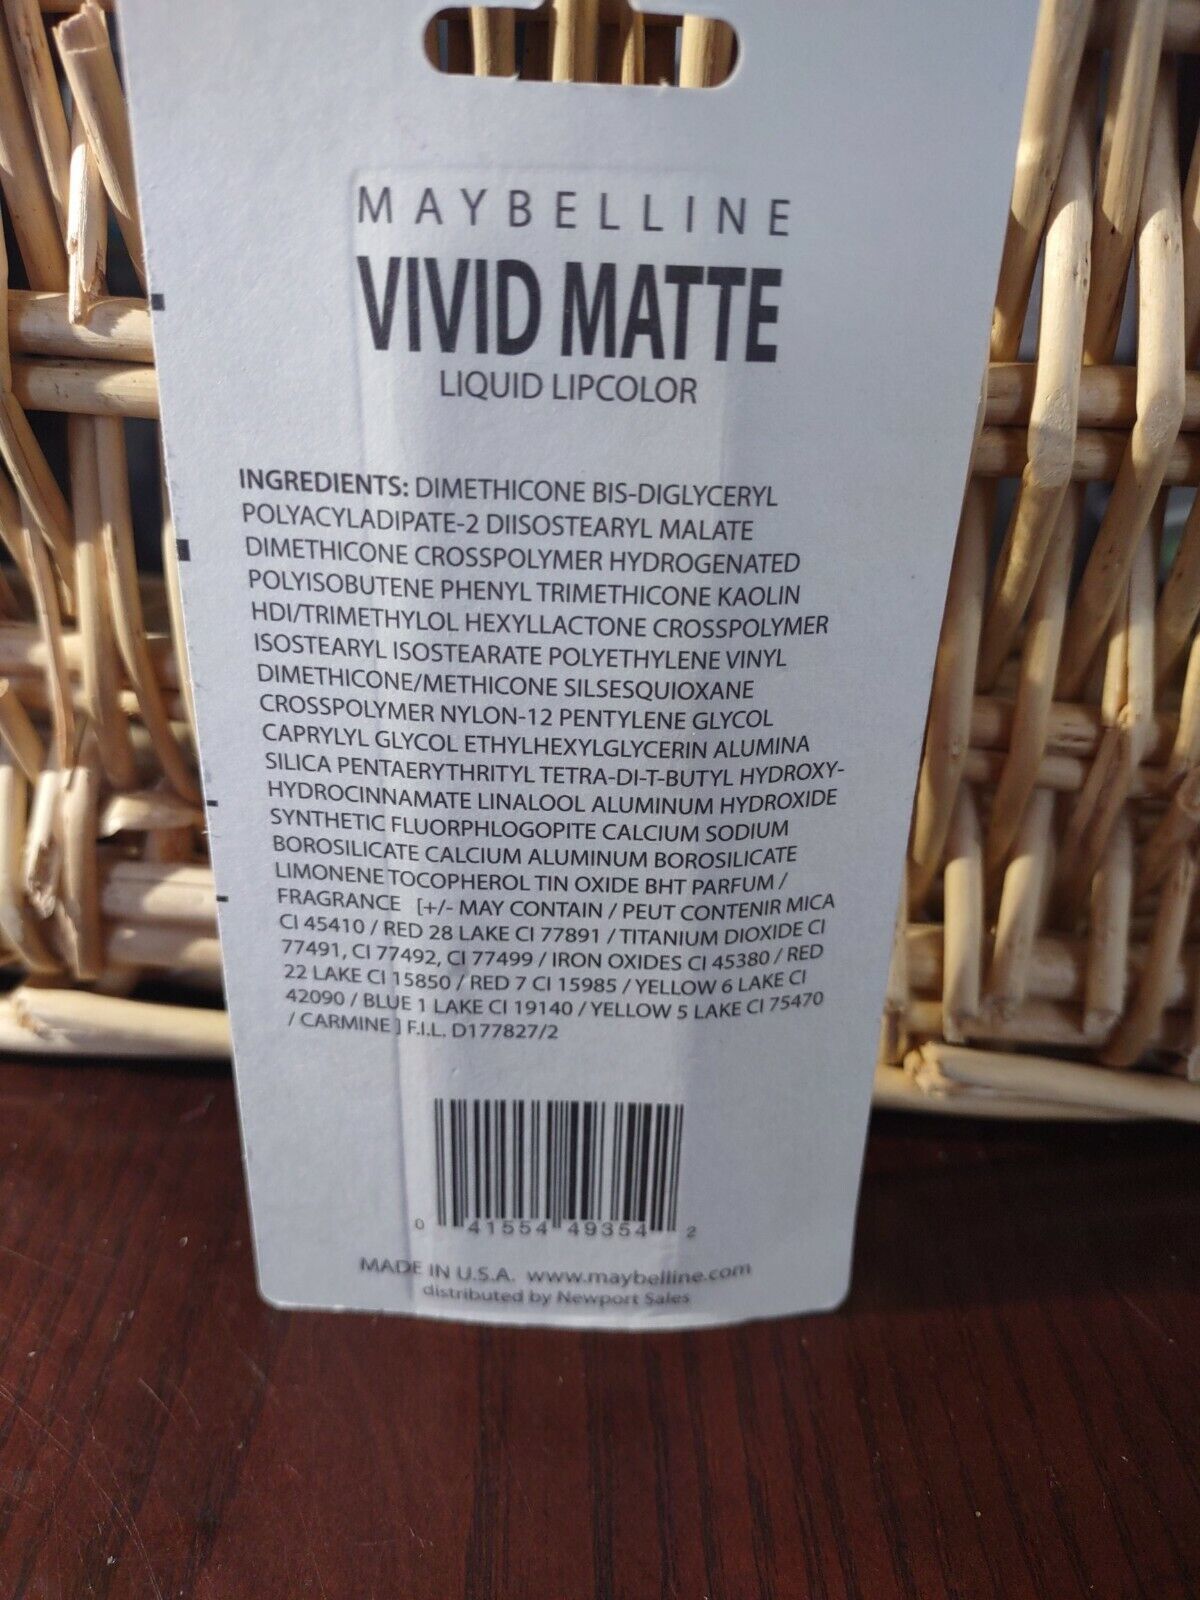 MAYBELLINE
VIVID MATTE
LIQUID LIPCOLOR
INGREDIENTS: DIMETHICONE BIS-DIGLYCERYL
POLYACYLADIPATE-2 DIISOSTEARYL MALATE
DIMETHICONE CROSSPOLYMER HYDROGENATED
POLYISOBUTENE PHENYL TRIMETHICONE KAOLIN
HDI/TRIMETHYLOL HEXYLLACTONE CROSSPOLYMER
ISOSTEARYL ISOSTEARATE POLYETHYLENE VINYL
DIMETHICONE/METHICONE SILSESQUIOXANE
CROSSPOLYMER NYLON-12 PENTYLENE GLYCOL
CAPRYLYL GLYCOL ETHYLHEXYLGLYCERIN ALUMINA
SILICA PENTAERYTHRITYL TETRA-DI-T-BUTYL HYDROXY-
HYDROCINNAMATE LINALOOL ALUMINUM HYDROXIDE
SYNTHETIC FLUORPHLOGOPITE CALCIUM SODIUM
BOROSILICATE CALCIUM ALUMINUM BOROSILICATE
LIMONENE TOCOPHEROL TIN OXIDE BHT PARFUM /
FRAGRANCE [+/- MAY CONTAIN / PEUT CONTENIR MICA
CI 45410 / RED 28 LAKE CI 77891 / TITANIUM DIOXIDE CI
77491, CI 77492, CI 77499 / IRON OXIDES CI 45380 / RED
22 LAKE CI 15850 / RED 7 CI 15985 / YELLOW 6 LAKE CI
42090 / BLUE 1 LAKE CI 19140 / YELLOW 5 LAKE CI 75470
/ CARMINE ] F.I.L. D177827/2
0 41554 49354 2
MADE IN U.S.A. www.maybelline.com
distributed by Newport Sales